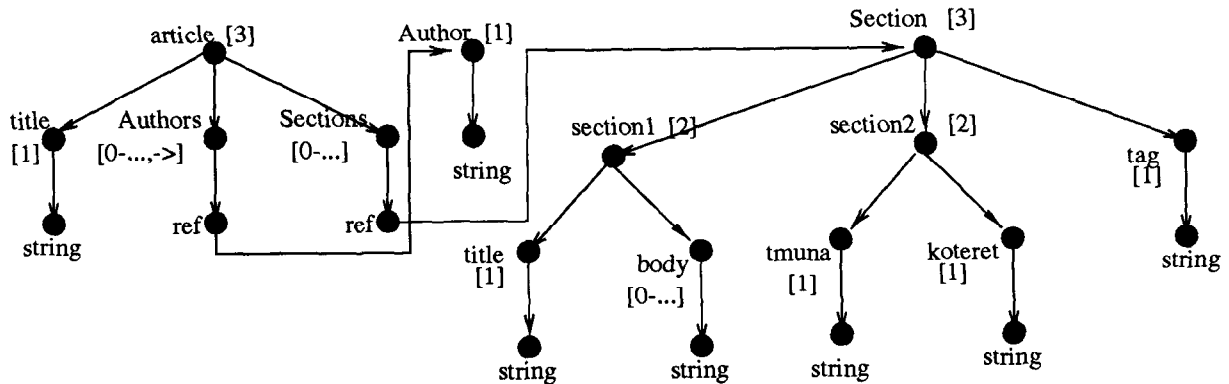 article [3]
Author [1]
Section [3]
title
[1]
Authors
[0-...,->]
Sections
[0-...]
string
section1 [2]
section2 [2]
tag
[1]
string
ref
ref
title
[1]
body
[0-...]
tmuna
[1]
koteret
[1]
string
string
string
string
string
string